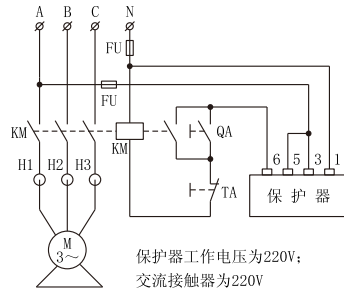 A B C N
FU
FU
KM
KM
QA
H1 H2 H3
TA
6 5 3 1
保护器
M
3～
保护器工作电压为220V；
交流接触器为220V